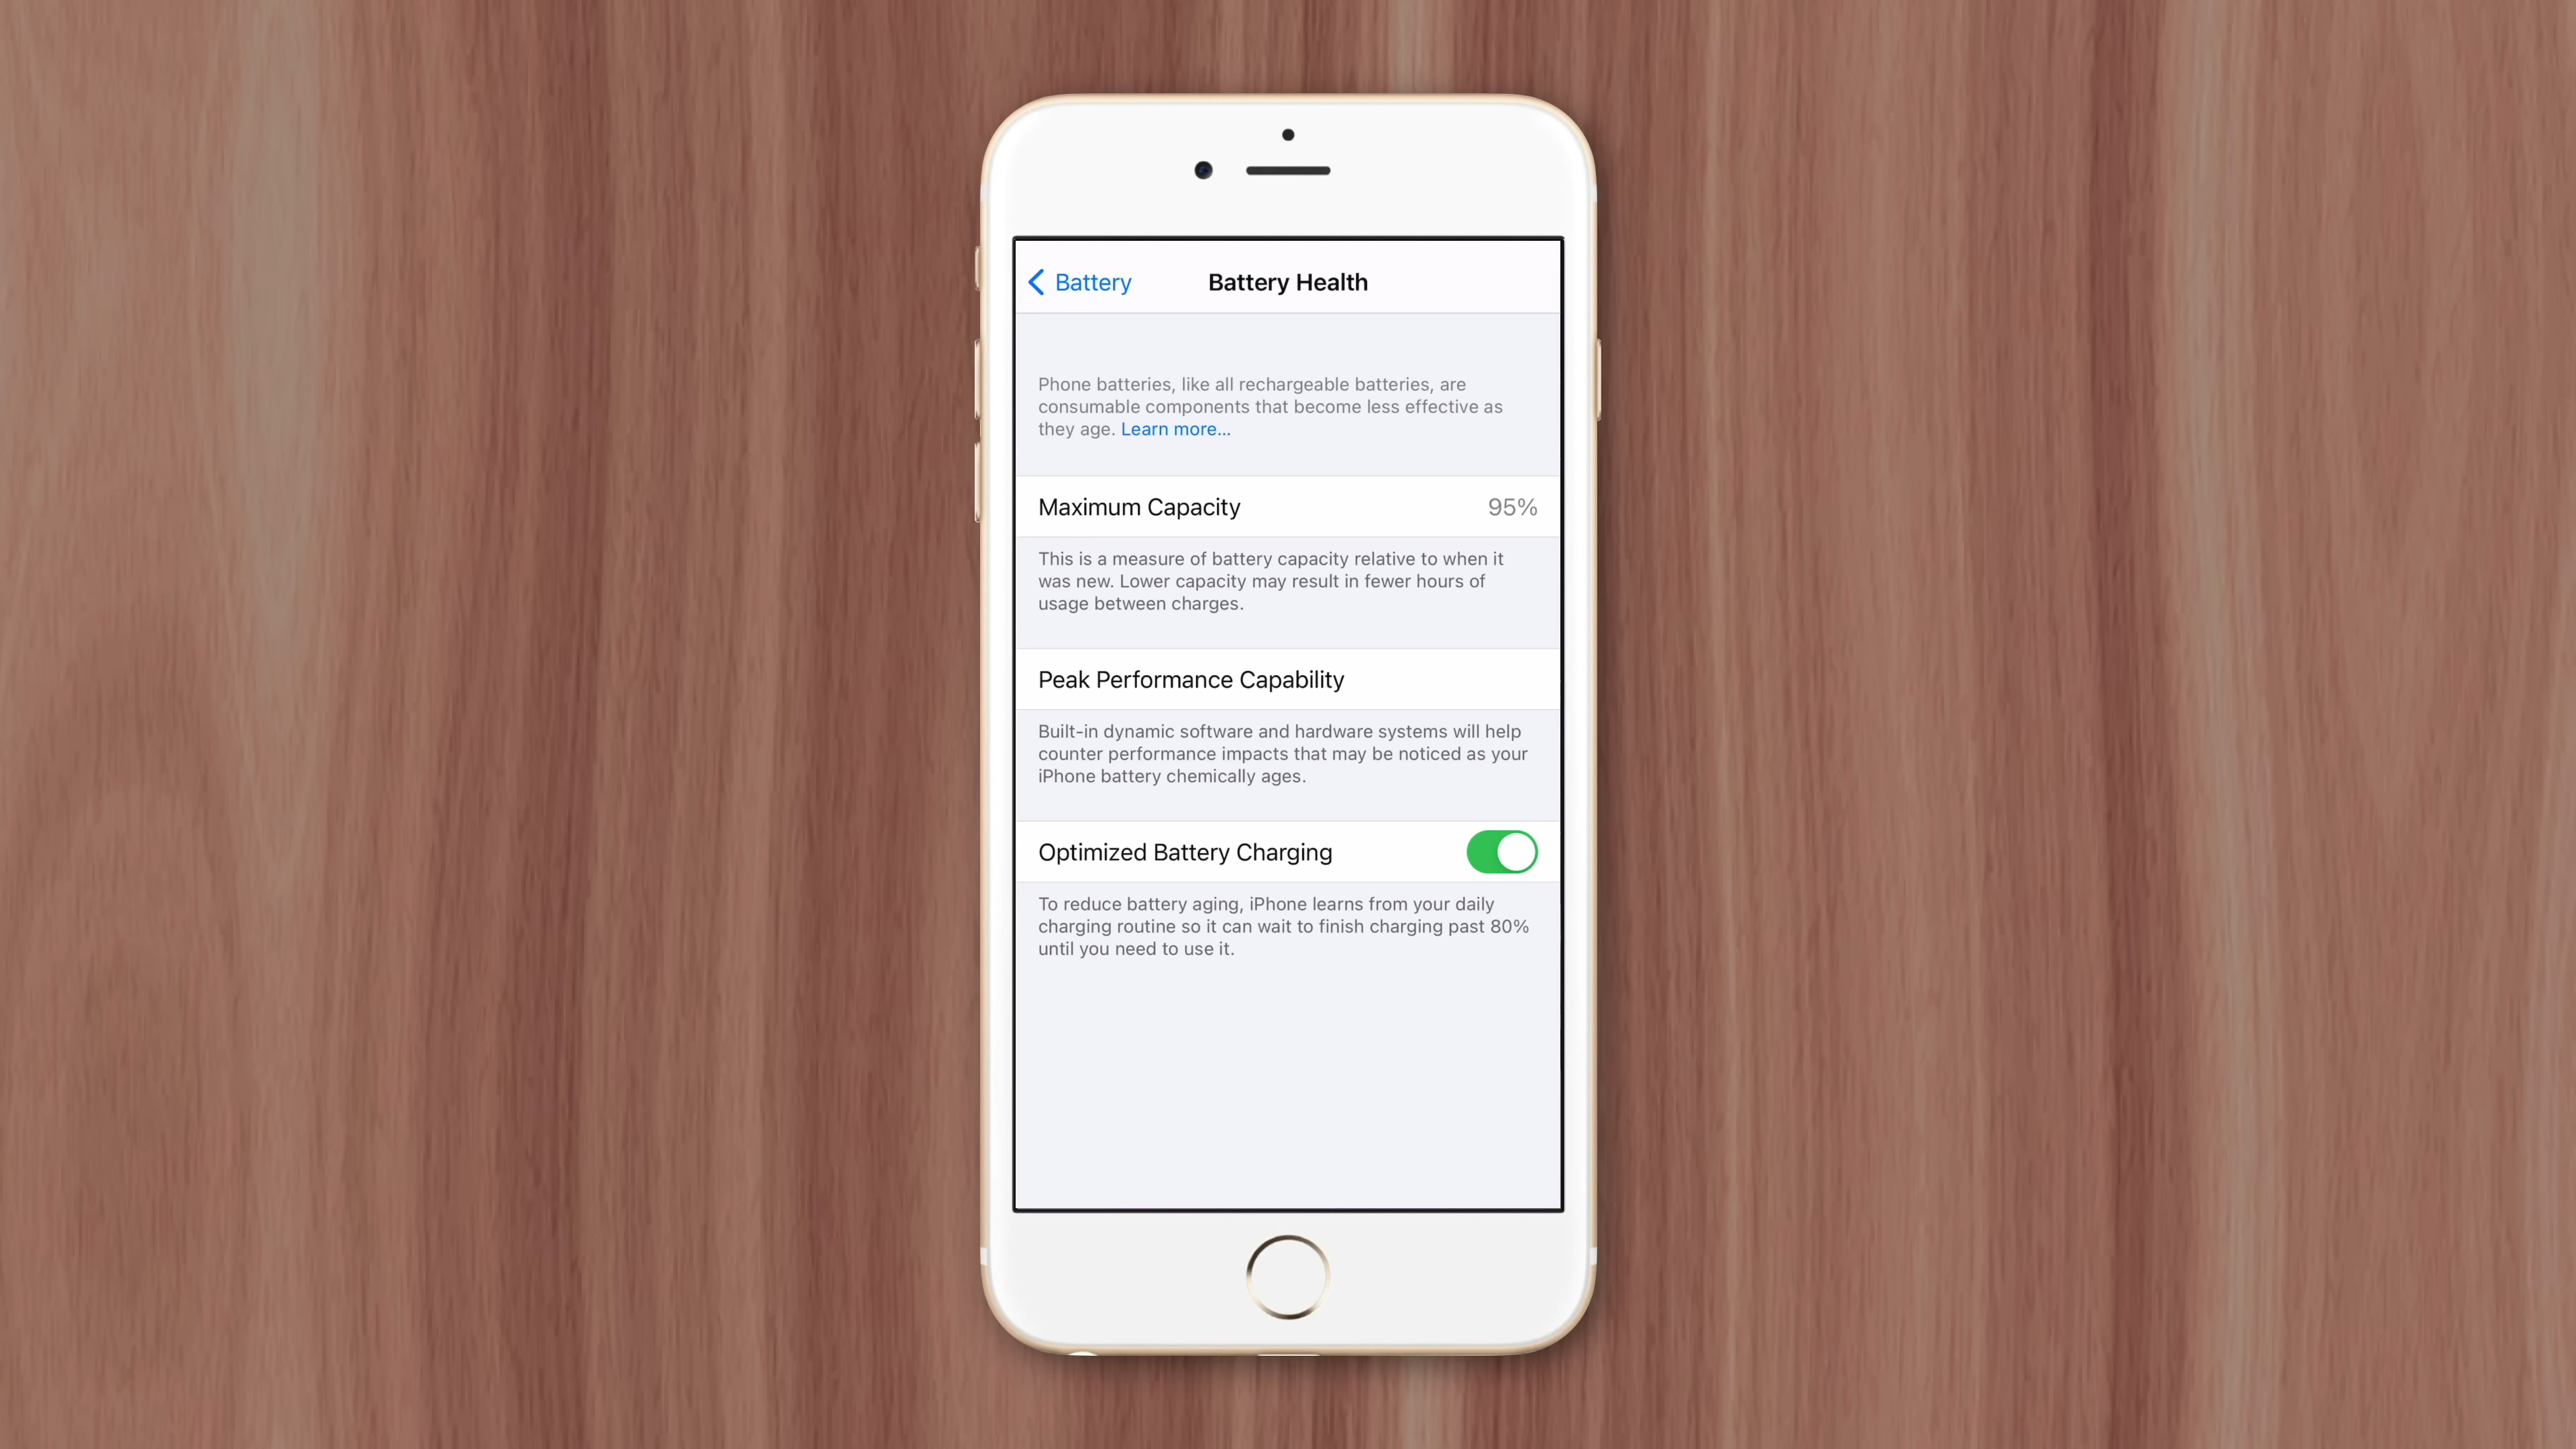 Battery
Battery Health
Phone batteries, like all rechargeable batteries, are
consumable components that become less effective as
they age. Learn more...
Maximum Capacity 95%
This is a measure of battery capacity relative to when it
was new. Lower capacity may result in fewer hours of
usage between charges.
Peak Performance Capability
Built-in dynamic software and hardware systems will help
counter performance impacts that may be noticed as your
iPhone battery chemically ages.
Optimized Battery Charging
To reduce battery aging, iPhone learns from your daily
charging routine so it can wait to finish charging past 80%
until you need to use it.